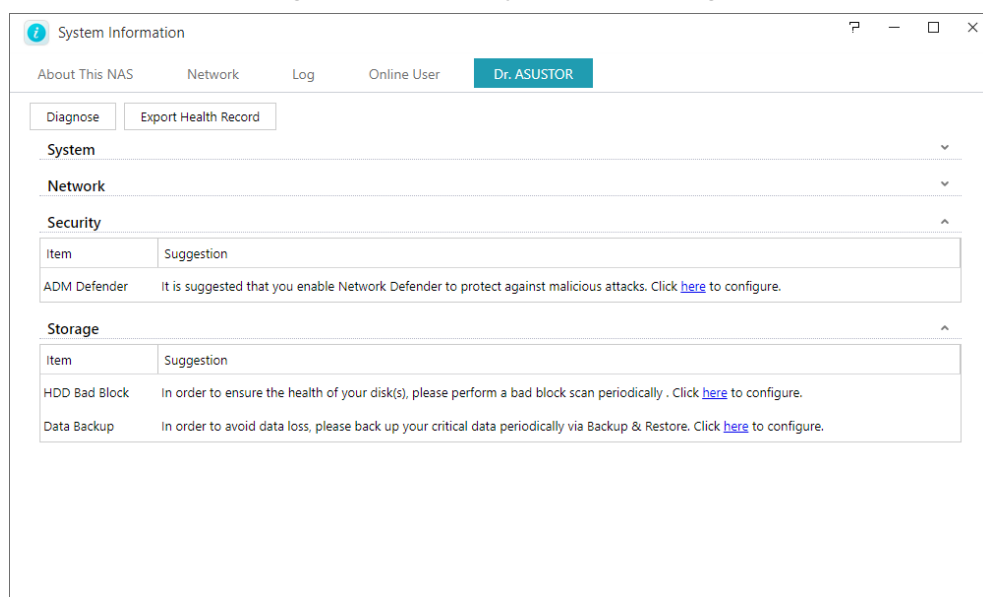 System Information
About This NAS Network Log Online User Dr. ASUSTOR
Diagnose Export Health Record
System
Network
Security
Item Suggestion
ADM Defender It is suggested that you enable Network Defender to protect against malicious attacks. Click here to configure.
Storage
Item Suggestion
HDD Bad Block In order to ensure the health of your disk(s), please perform a bad block scan periodically . Click here to configure.
Data Backup In order to avoid data loss, please back up your critical data periodically via Backup & Restore. Click here to configure.